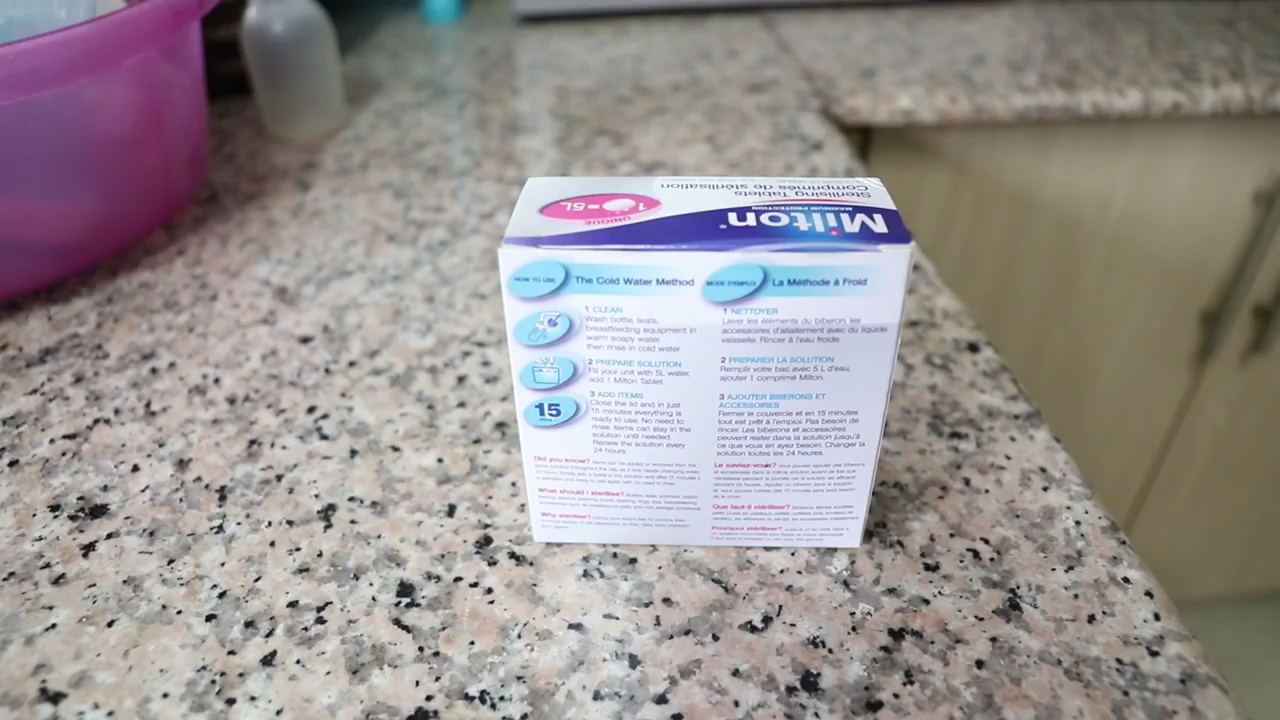 Milton
MAXIMUM PROTECTION
Sterilising Tablets
Comprimés de stérilisation
UNIQUE
1 = 5L
HOW TO USE
The Cold Water Method
1 CLEAN
Wash bottle, teats,
breastfeeding equipment in
warm soapy water,
then rinse in cold water.
2 PREPARE SOLUTION
Fill your unit with 5L water,
add 1 Milton Tablet.
15
3 ADD ITEMS
Close the lid and in just
15 minutes everything is
ready to use. No need to
rinse. Items can stay in the
solution until needed.
Renew the solution every
24 hours.
Did you know?
What should I sterilise?
Why sterilise?
MODE D'EMPLOI
La Méthode à Froid
1 NETTOYER
Laver les éléments du biberon, les
accessoires d'allaitement avec du liquide
vaisselle. Rincer à l'eau froide.
2 PREPARER LA SOLUTION
Remplir votre bac avec 5 L d'eau,
ajouter 1 comprimé Milton.
3 AJOUTER BIBERONS ET
ACCESSOIRES
Fermer le couvercle et en 15 minutes
tout est prêt à l'emploi. Pas besoin de
rincer. Les biberons et accessoires
peuvent rester dans la solution jusqu'à
ce que vous en ayez besoin. Changer la
solution toutes les 24 heures.
Le saviez-vous?
Que faut-il stériliser?
Pourquoi stériliser?